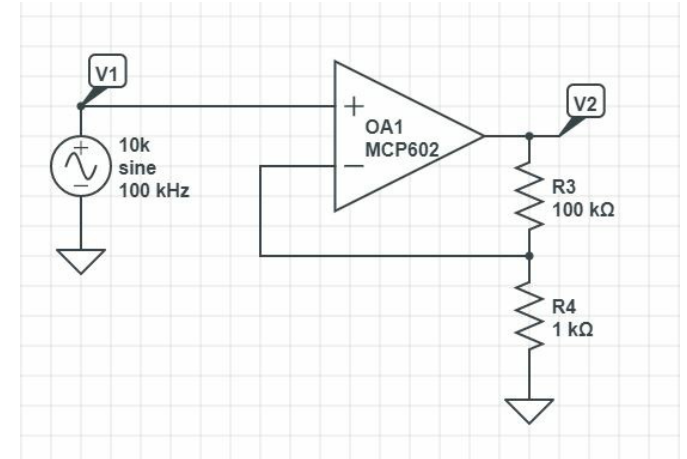 V1
10k
sine
100 kHz
+
−
+
−
OA1
MCP602
V2
R3
100 kΩ
R4
1 kΩ